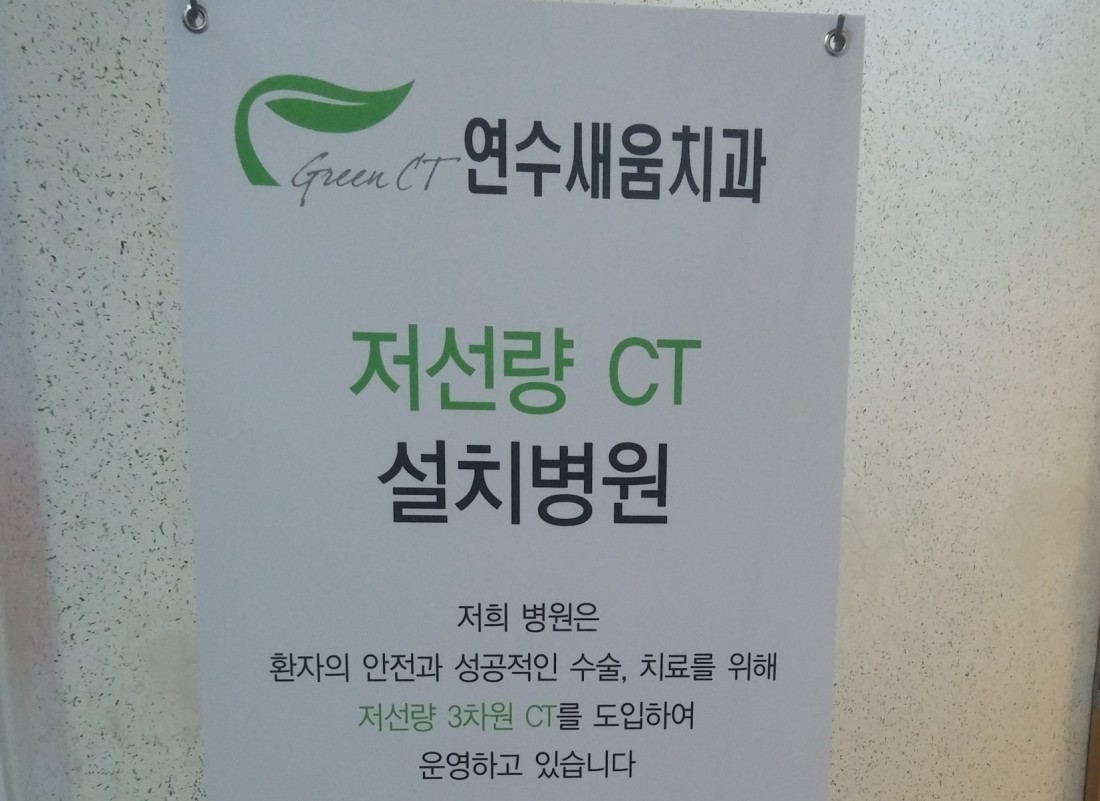 Green CT 연수새움치과
저선량 CT
설치병원
저희 병원은
환자의 안전과 성공적인 수술, 치료를 위해
저선량 3차원 CT를 도입하여
운영하고 있습니다